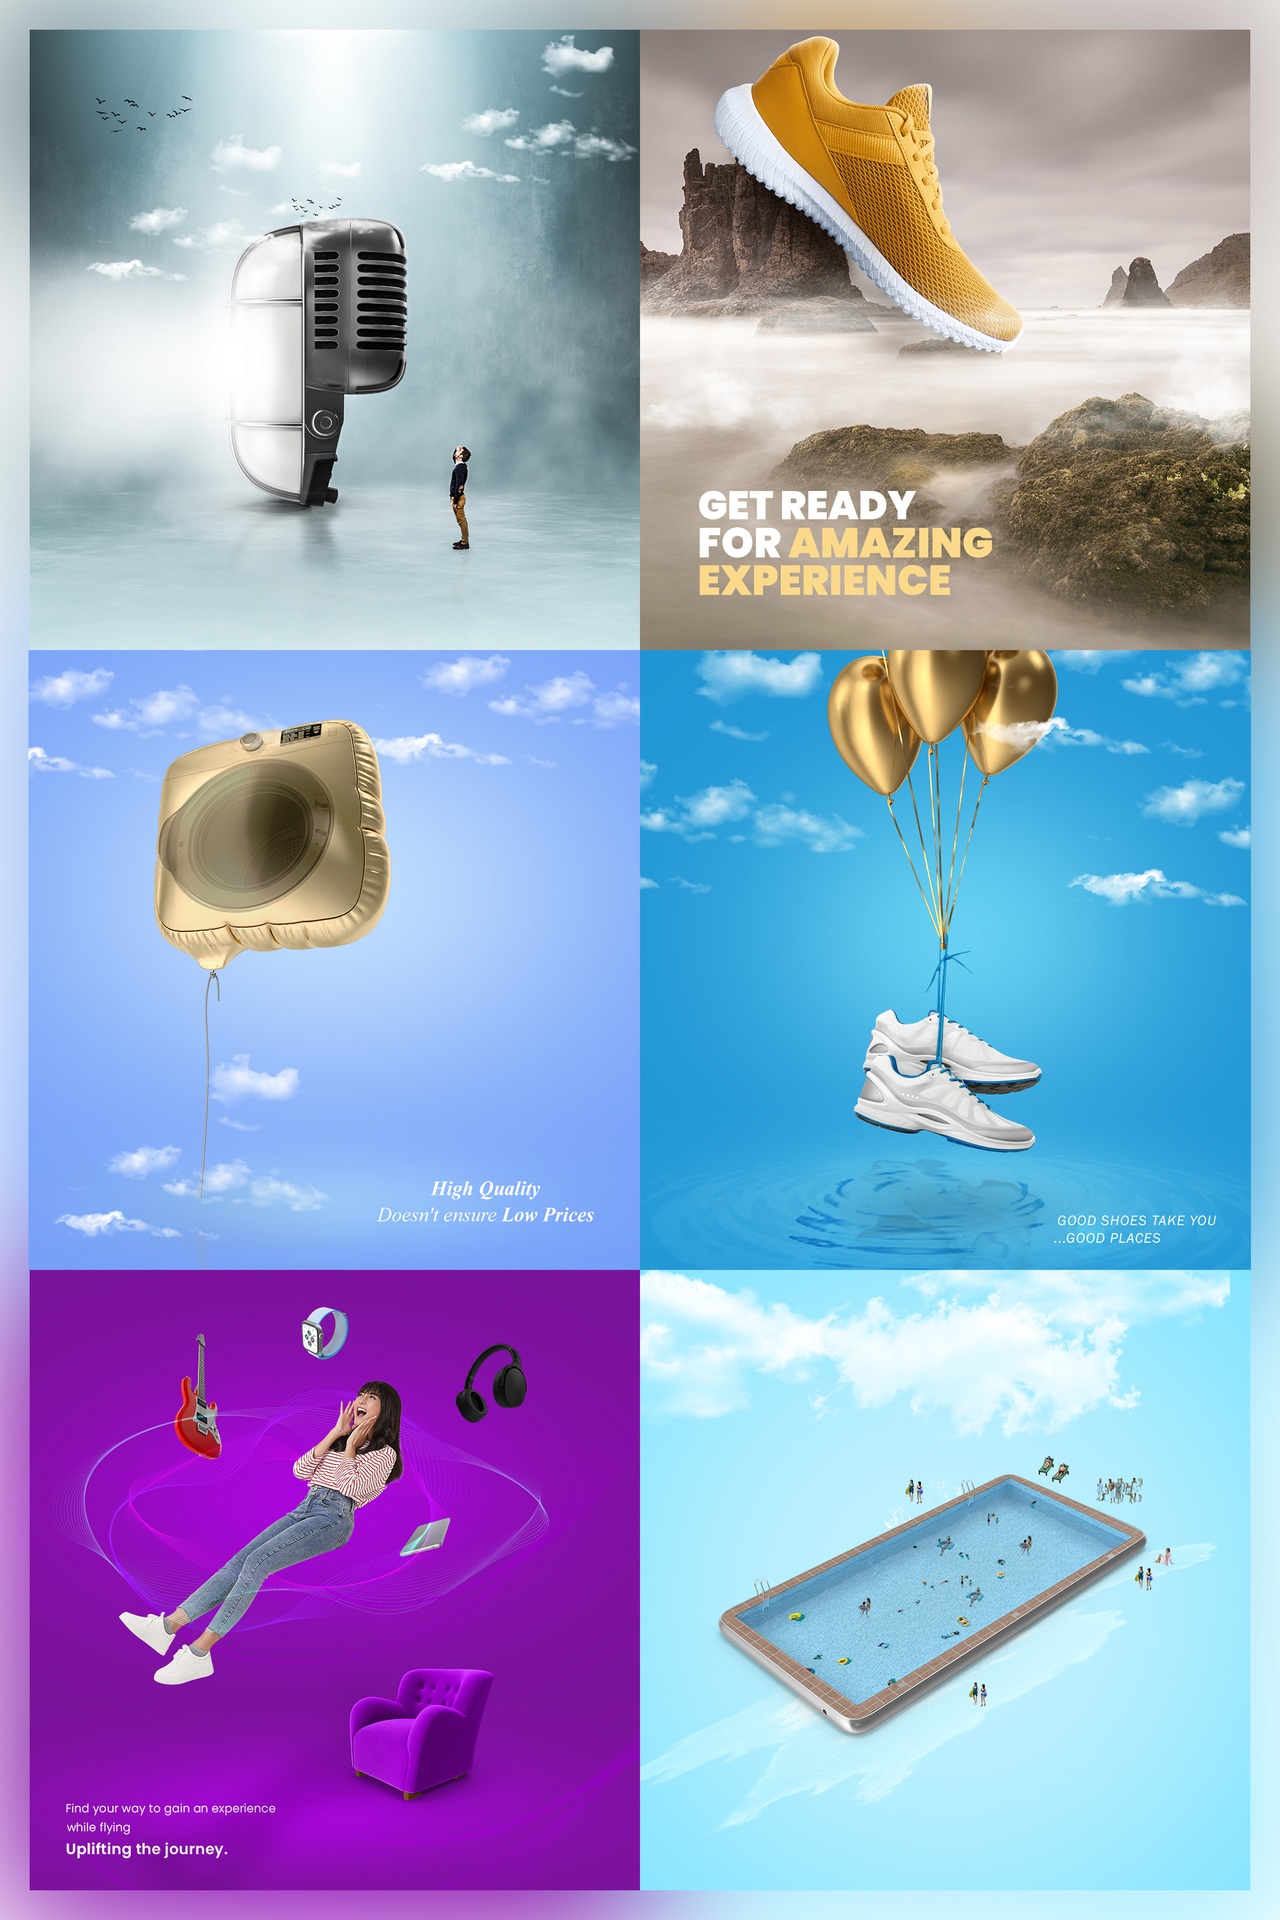 GET READY
FOR AMAZING
EXPERIENCE
High Quality
Doesn't ensure Low Prices
GOOD SHOES TAKE YOU
...GOOD PLACES
Find your way to gain an experience
while flying
Uplifting the journey.